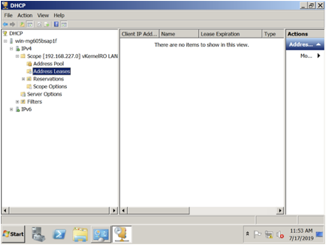 DHCP
File Action View Help
DHCP
win-mg605bsap1f
IPv4
Scope [192.168.227.0] vKernelRO LAN
Address Pool
Address Leases
Reservations
Scope Options
Server Options
Filters
IPv6
Client IP Add... Name Lease Expiration Type
There are no items to show in this view.
Actions
Addres...
Mo...
Start
11:53 AM
7/17/2019